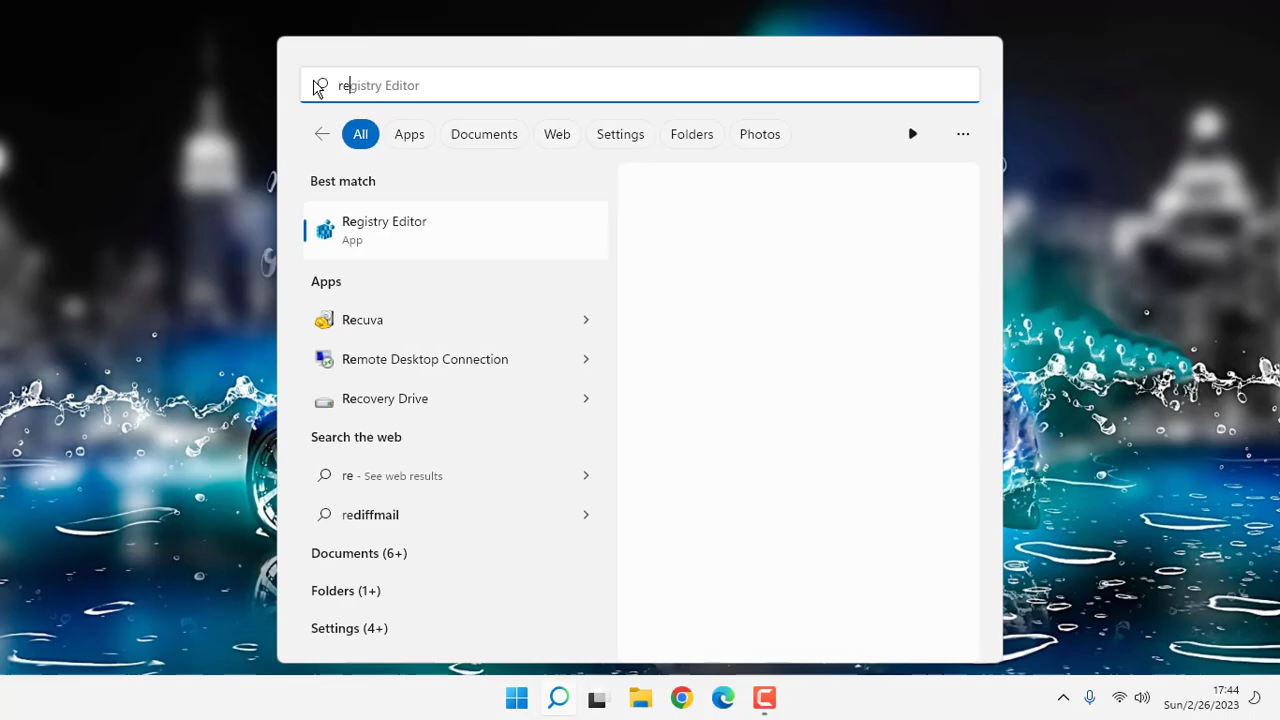 registry Editor
All Apps Documents Web Settings Folders Photos
Best match
Registry Editor
App
Apps
Recuva
Remote Desktop Connection
Recovery Drive
Search the web
re - See web results
rediffmail
Documents (6+)
Folders (1+)
Settings (4+)
17:44
Sun/2/26/2023